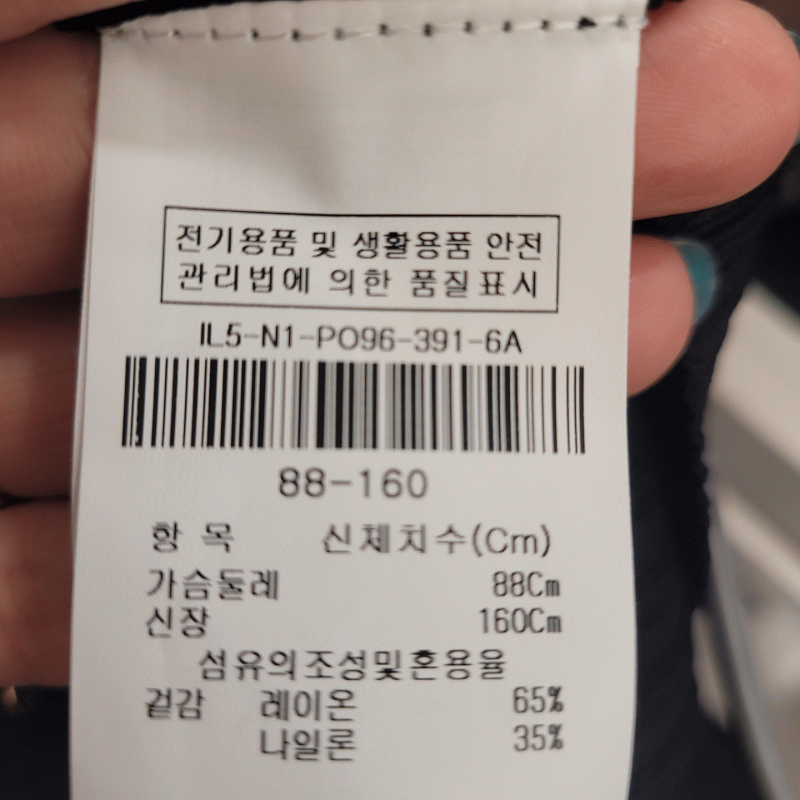 전기용품 및 생활용품 안전
관리법에 의한 품질표시
IL5-N1-PO96-391-6A
88-160
항 목 신체치수(Cm)
가슴둘레 88Cm
신장 160Cm
섬유의조성및혼용율
겉감 레이온 65%
나일론 35%